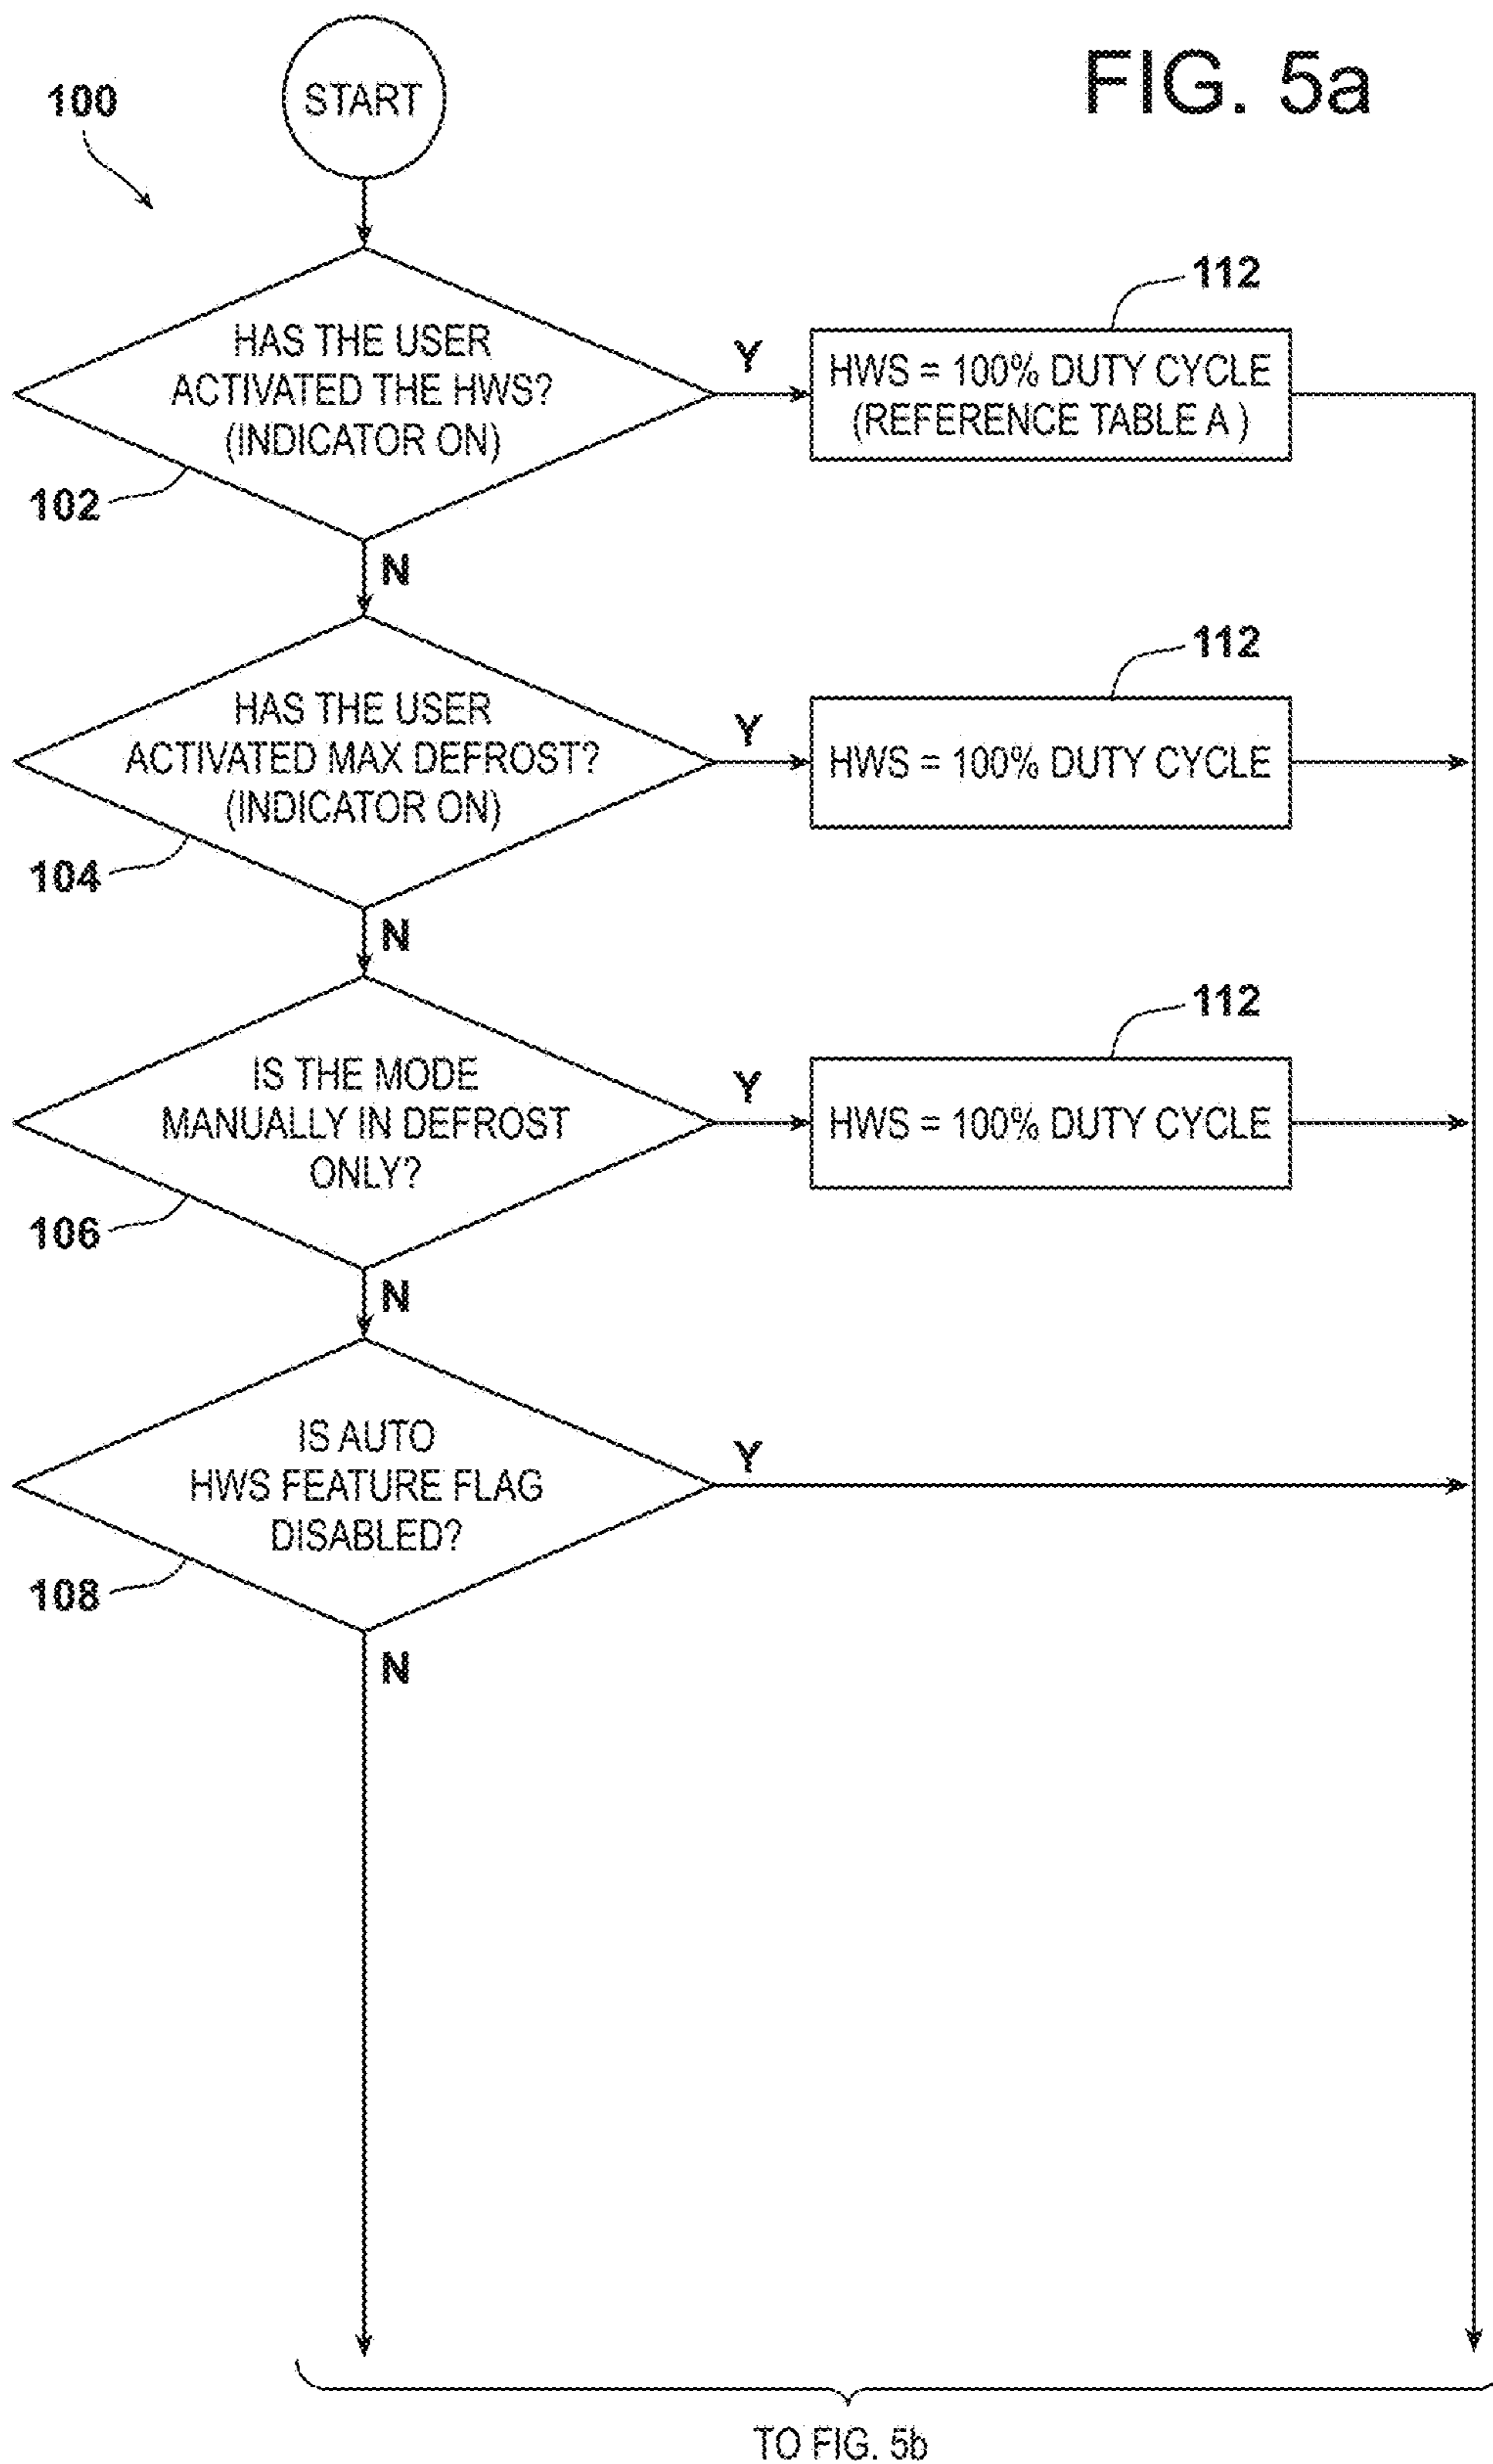 FIG. 5a
START
100
HAS THE USER
ACTIVATED THE HWS?
(INDICATOR ON)
102
Y
112
HWS = 100% DUTY CYCLE
(REFERENCE TABLE A )
N
HAS THE USER
ACTIVATED MAX DEFROST?
(INDICATOR ON)
104
Y
112
HWS = 100% DUTY CYCLE
N
IS THE MODE
MANUALLY IN DEFROST
ONLY?
106
Y
112
HWS = 100% DUTY CYCLE
N
IS AUTO
HWS FEATURE FLAG
DISABLED?
108
Y
N
TO FIG. 5b